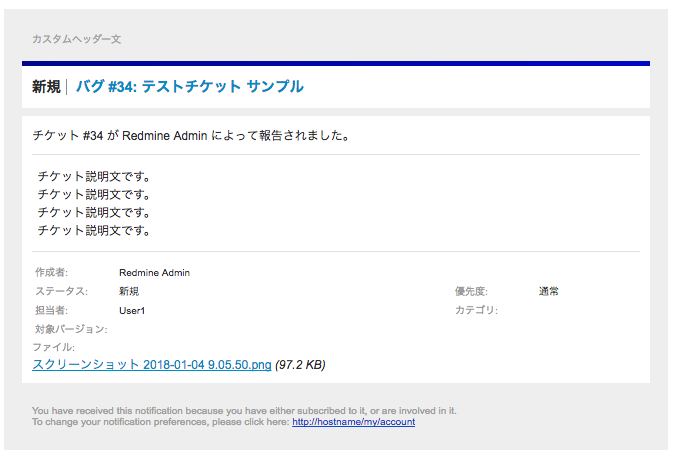 カスタムヘッダー文
新規 | バグ #34: テストチケット サンプル
チケット #34 が Redmine Admin によって報告されました。
チケット説明文です。
チケット説明文です。
チケット説明文です。
チケット説明文です。
作成者: Redmine Admin
ステータス: 新規 優先度: 通常
担当者: User1 カテゴリ:
対象バージョン:
ファイル:
スクリーンショット 2018-01-04 9.05.50.png (97.2 KB)
You have received this notification because you have either subscribed to it, or are involved in it.
To change your notification preferences, please click here: http://hostname/my/account